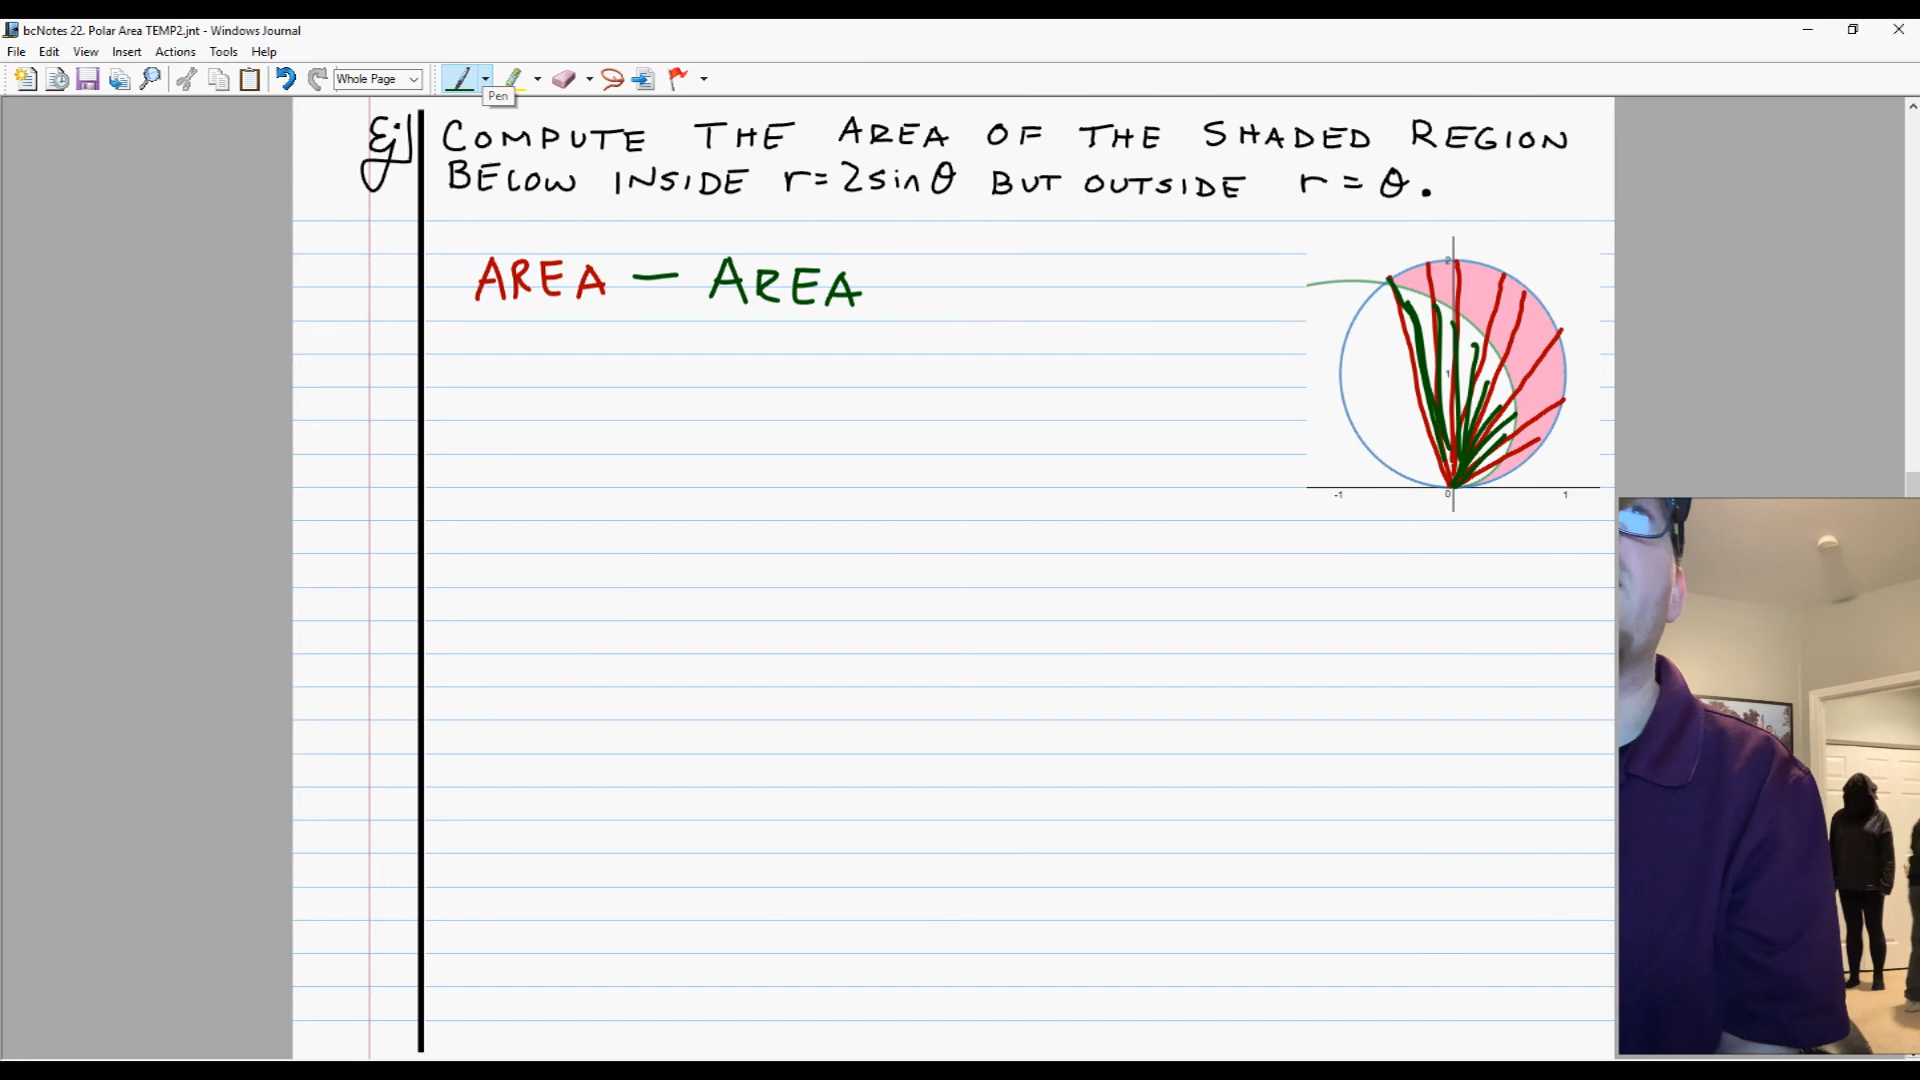 bcNotes 22. Polar Area TEMP2.jnt - Windows Journal
File Edit View Insert Actions Tools Help
Whole Page
Pen
Eg COMPUTE THE AREA OF THE SHADED REGION
BELOW INSIDE r = 2sinθ BUT OUTSIDE r = θ.
AREA — AREA
2
1
-1 0 1